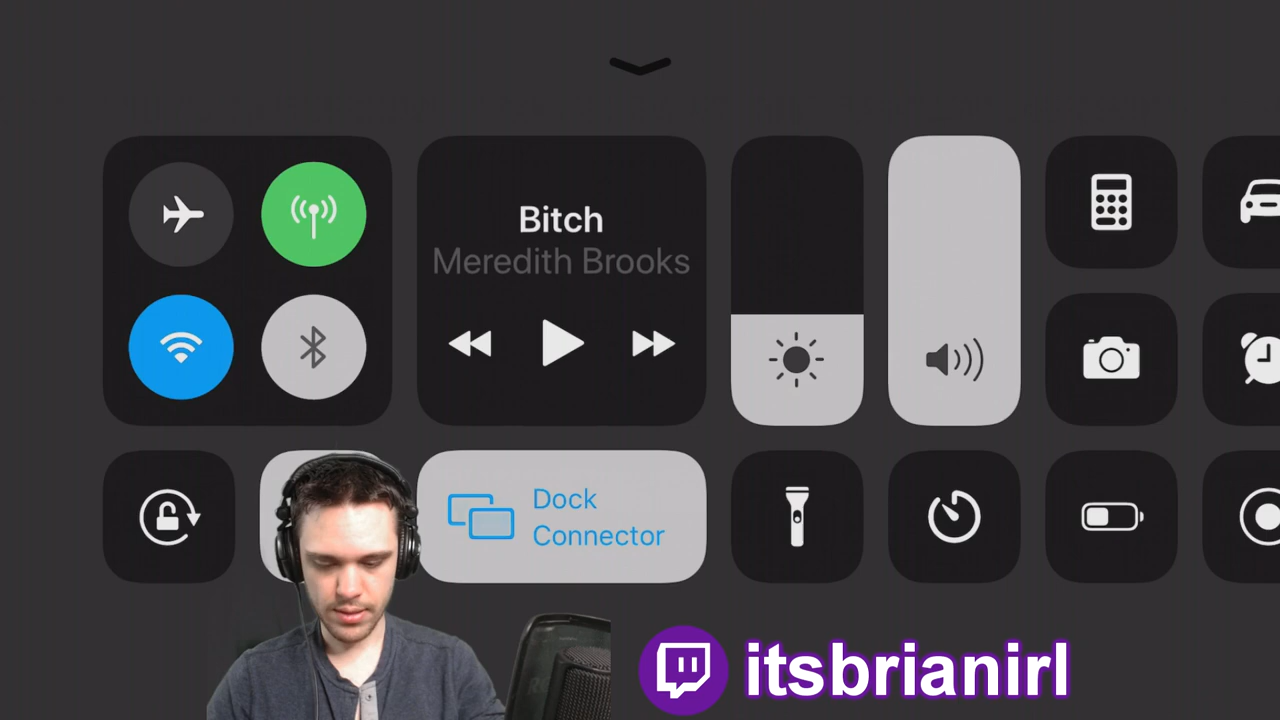 Bitch
Meredith Brooks
Dock
Connector
itsbrianirl